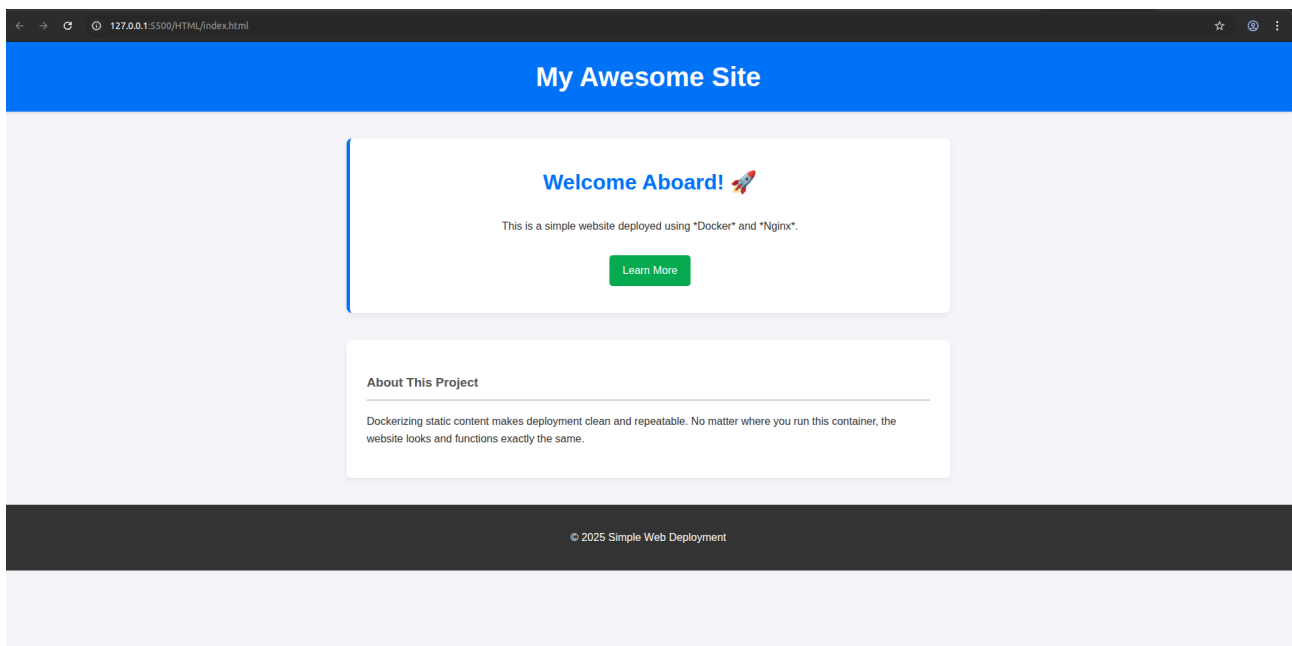 127.0.0.1:5500/HTML/index.html
My Awesome Site
Welcome Aboard! 🚀
This is a simple website deployed using *Docker* and *Nginx*.
Learn More
About This Project
Dockerizing static content makes deployment clean and repeatable. No matter where you run this container, the
website looks and functions exactly the same.
© 2025 Simple Web Deployment